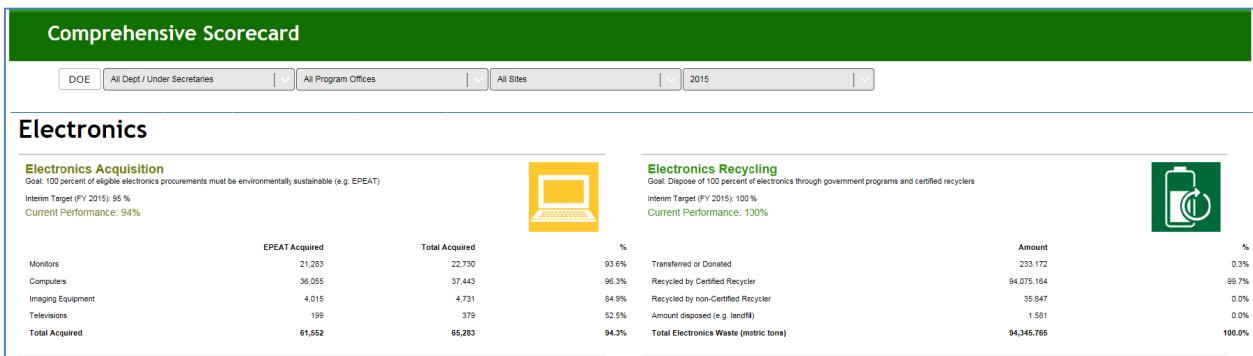 Comprehensive Scorecard
DOE All Dept / Under Secretaries All Program Offices All Sites 2015
Electronics
Electronics Acquisition
Goal: 100 percent of eligible electronics procurements must be environmentally sustainable (e.g. EPEAT)
Interim Target (FY 2015): 95 %
Current Performance: 94%
EPEAT Acquired Total Acquired %
Monitors 21,283 22,730 93.6%
Computers 36,055 37,443 96.3%
Imaging Equipment 4,015 4,731 84.9%
Televisions 199 379 52.5%
Total Acquired 61,552 65,283 94.3%
Electronics Recycling
Goal: Dispose of 100 percent of electronics through government programs and certified recyclers
Interim Target (FY 2015): 100 %
Current Performance: 100%
Amount %
Transferred or Donated 233.172 0.3%
Recycled by Certified Recycler 94,075.164 99.7%
Recycled by non-Certified Recycler 35.847 0.0%
Amount disposed (e.g. landfill) 1.581 0.0%
Total Electronics Waste (metric tons) 94,345.765 100.0%